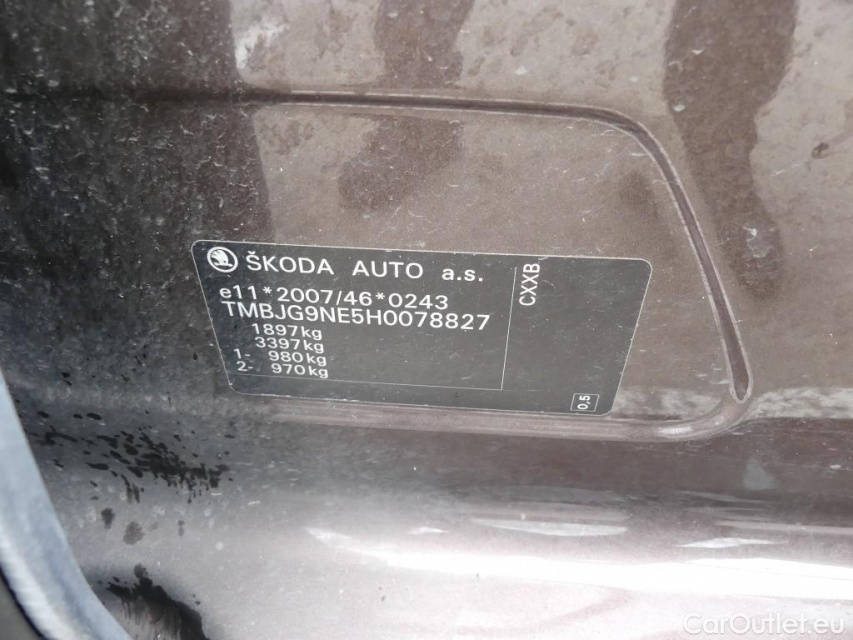 ŠKODA AUTO a.s.
e11*2007/46*0243
TMBJG9NE5H0078827
1897kg
3397kg
1- 980kg
2- 970kg
CXXB
0,5
CarOutlet.eu